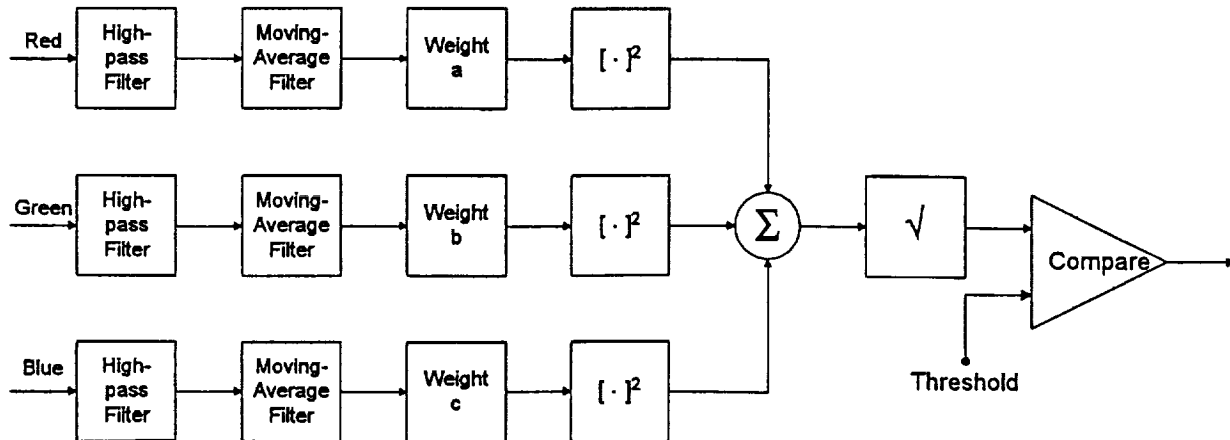 Red
High-
pass
Filter
Moving-
Average
Filter
Weight
a
[ · ]²
Green
High-
pass
Filter
Moving-
Average
Filter
Weight
b
[ · ]²
Σ
√
Compare
Threshold
Blue
High-
pass
Filter
Moving-
Average
Filter
Weight
c
[ · ]²